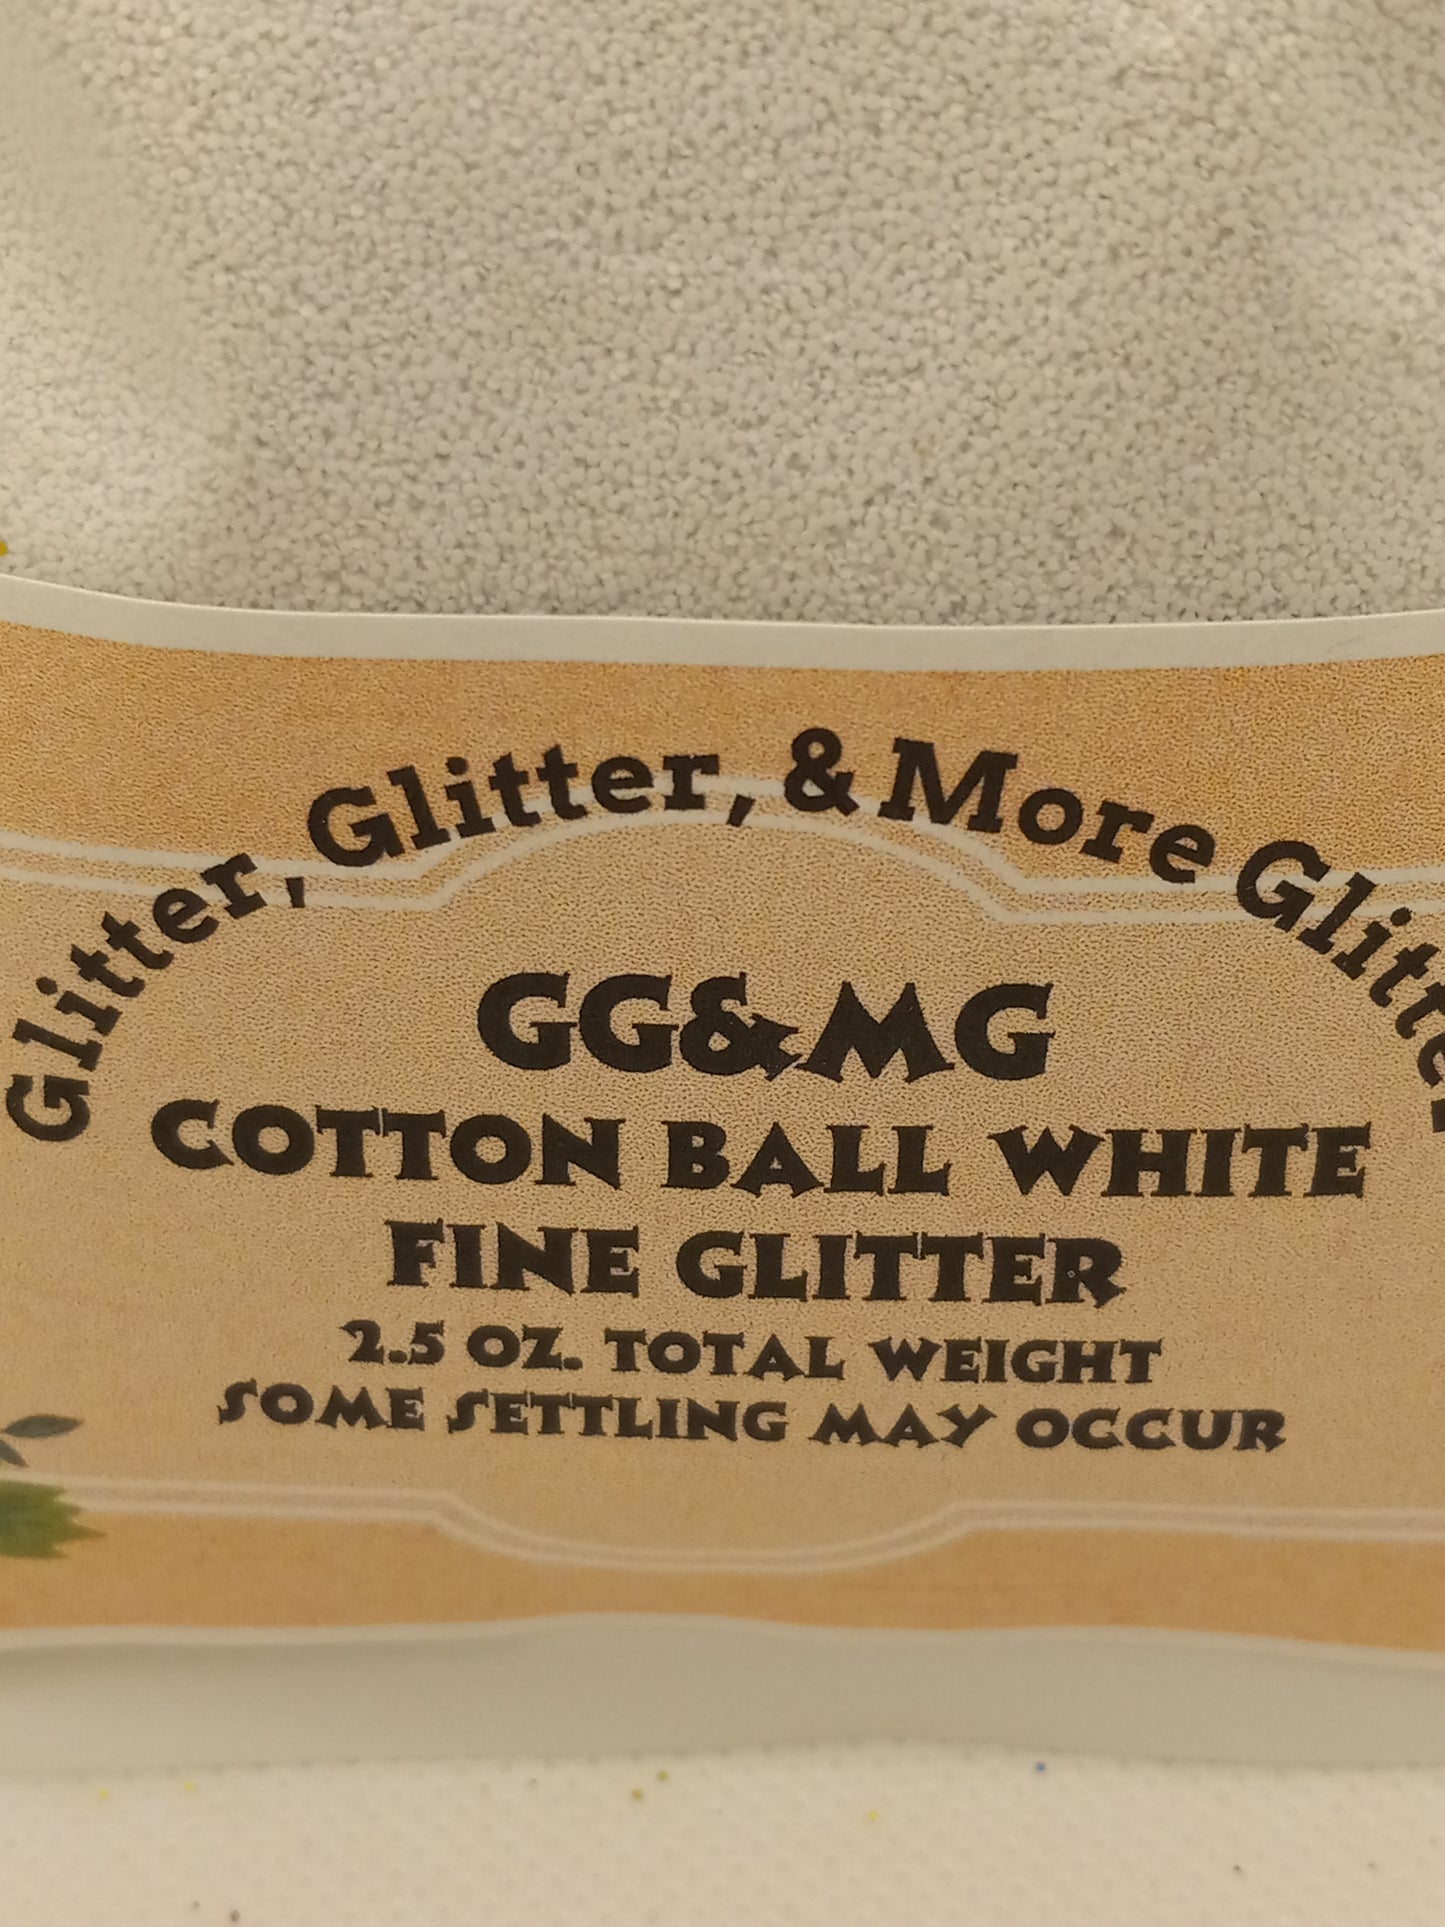 Glitter, Glitter, & More Glitter
GG&MG
COTTON BALL WHITE
FINE GLITTER
2.5 OZ. TOTAL WEIGHT
SOME SETTLING MAY OCCUR